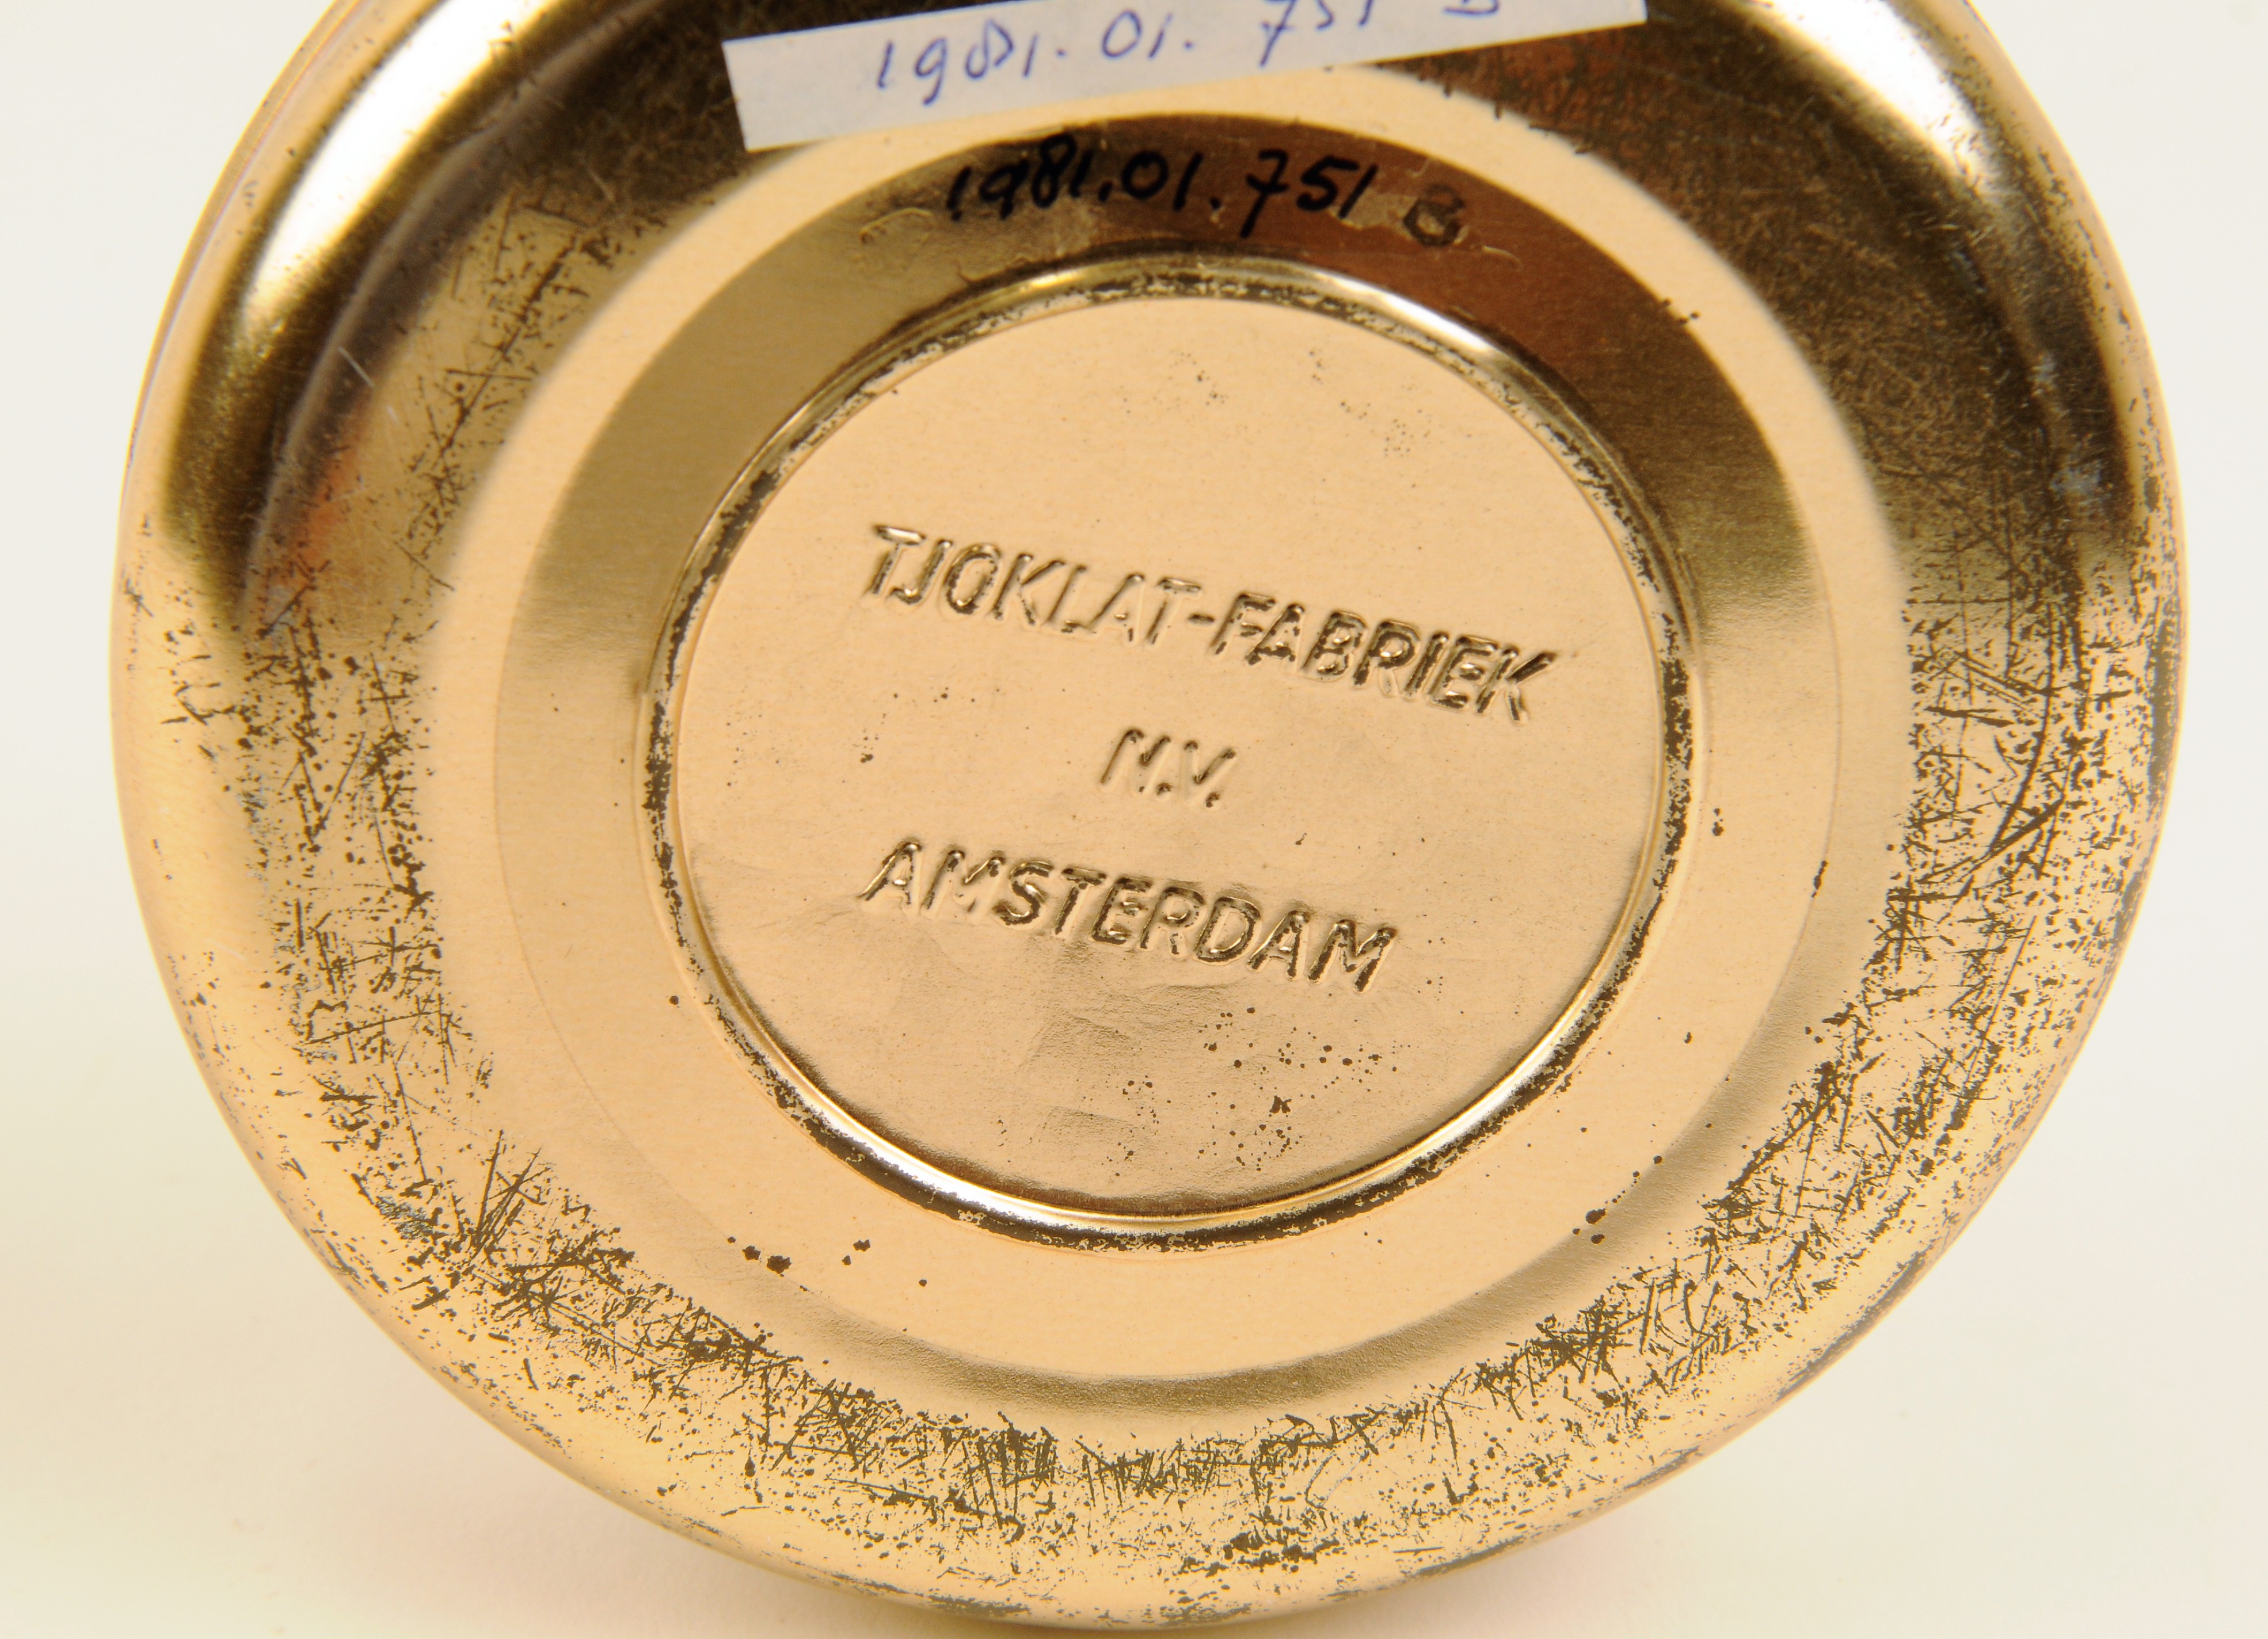 1981.01.751 B
1981.01.751 B
TJOKLAT-FABRIEK
N.V.
AMSTERDAM